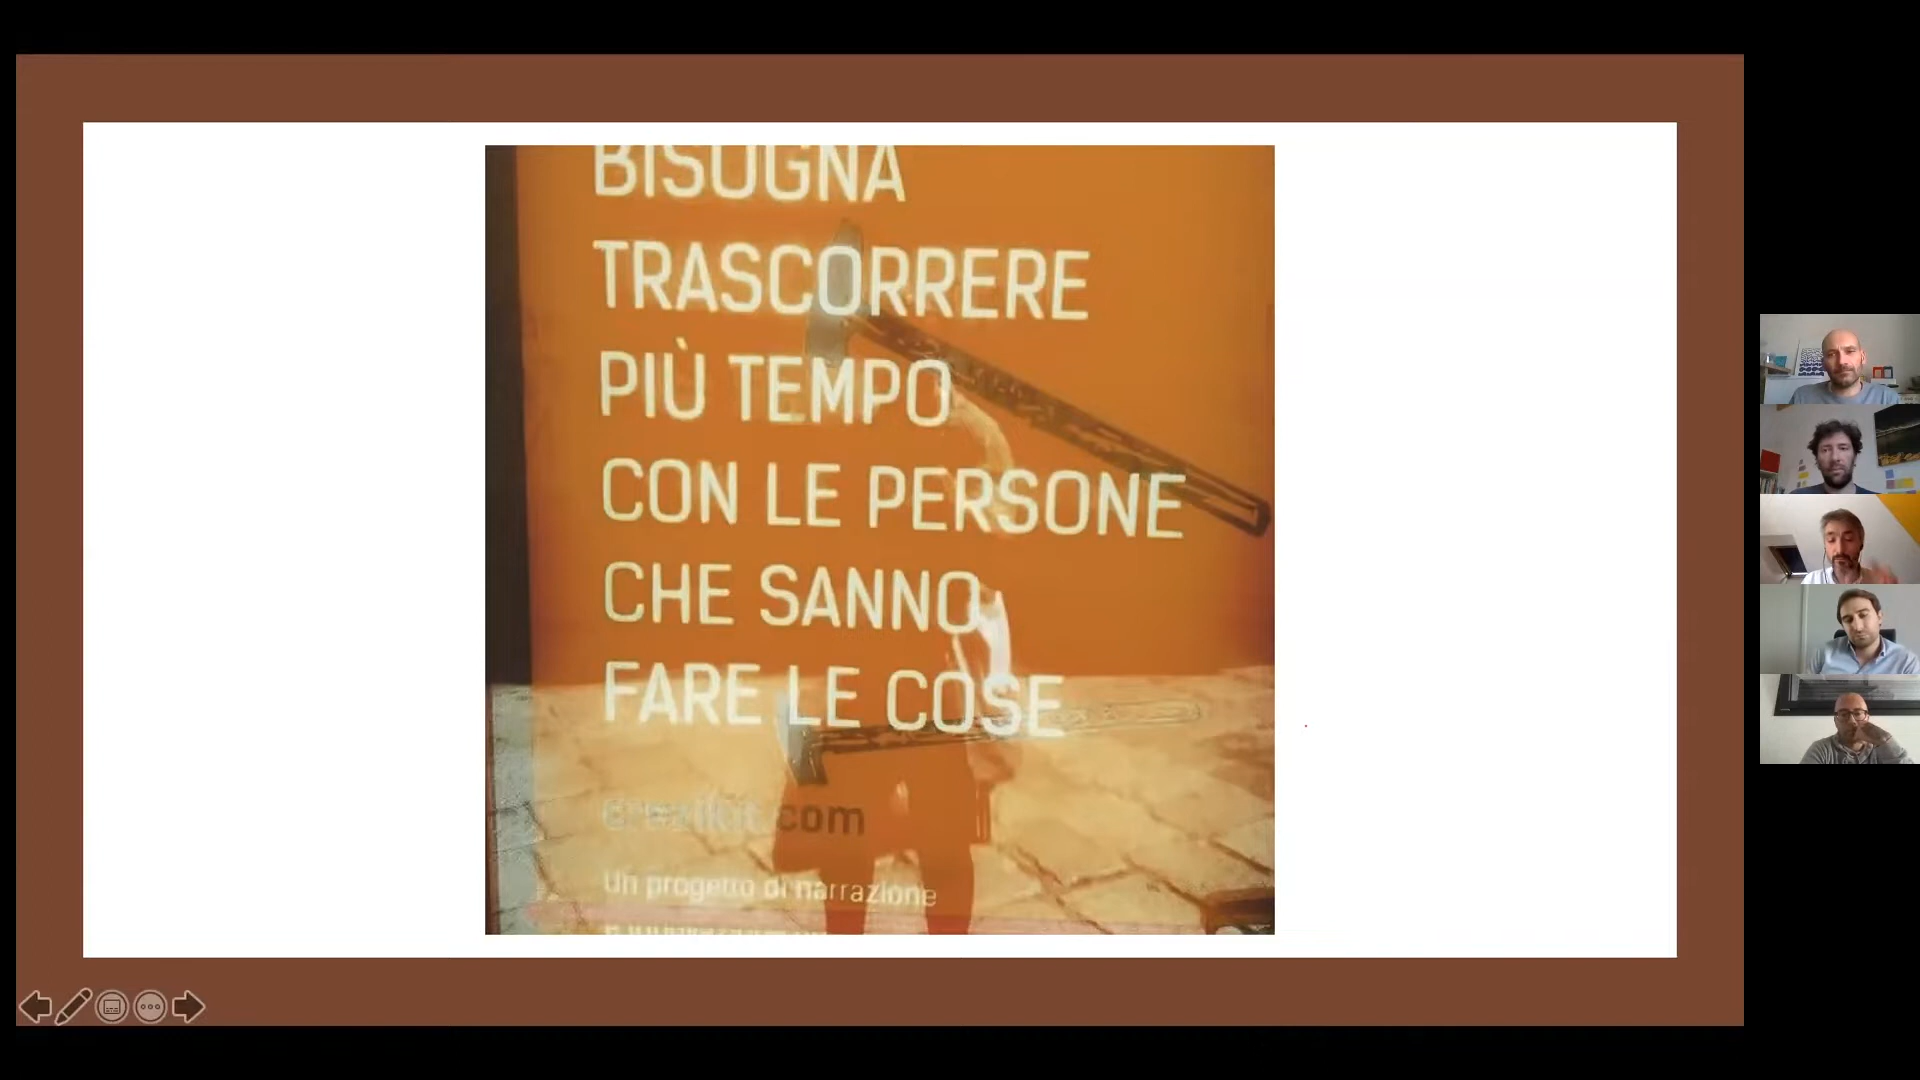 BISOGNA
TRASCORRERE
PIÙ TEMPO
CON LE PERSONE
CHE SANNO
FARE LE COSE
.com
Un progetto di narrazione